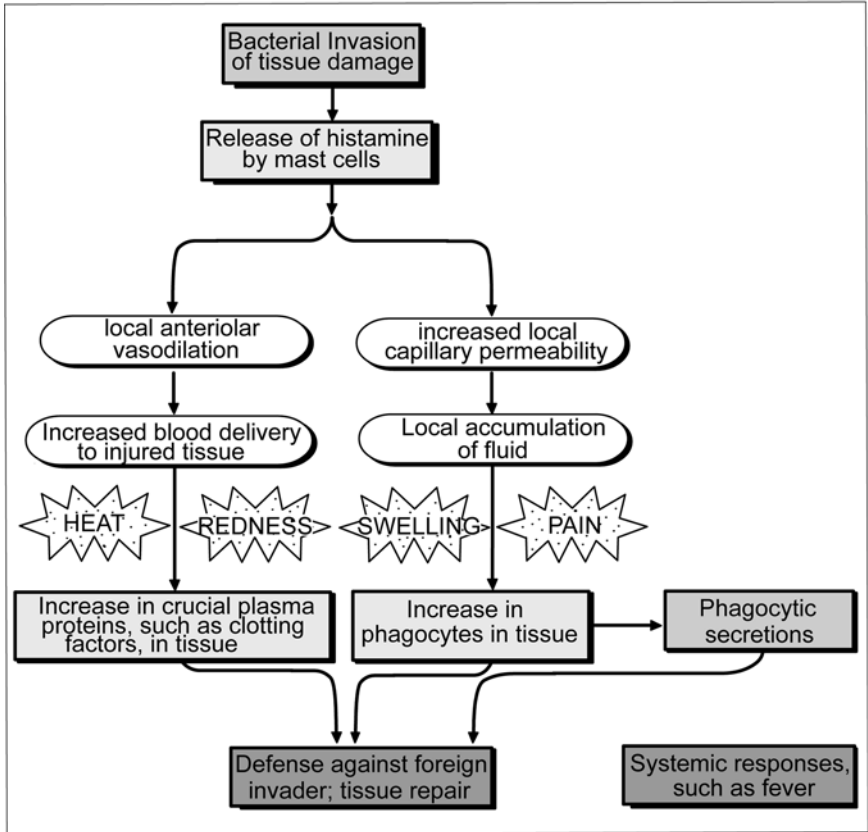 Bacterial Invasion
of tissue damage
Release of histamine
by mast cells
local anteriolar
vasodilation
increased local
capillary permeability
Increased blood delivery
to injured tissue
Local accumulation
of fluid
HEAT
REDNESS
SWELLING
PAIN
Increase in crucial plasma
proteins, such as clotting
factors, in tissue
Increase in
phagocytes in tissue
Phagocytic
secretions
Defense against foreign
invader; tissue repair
Systemic responses,
such as fever